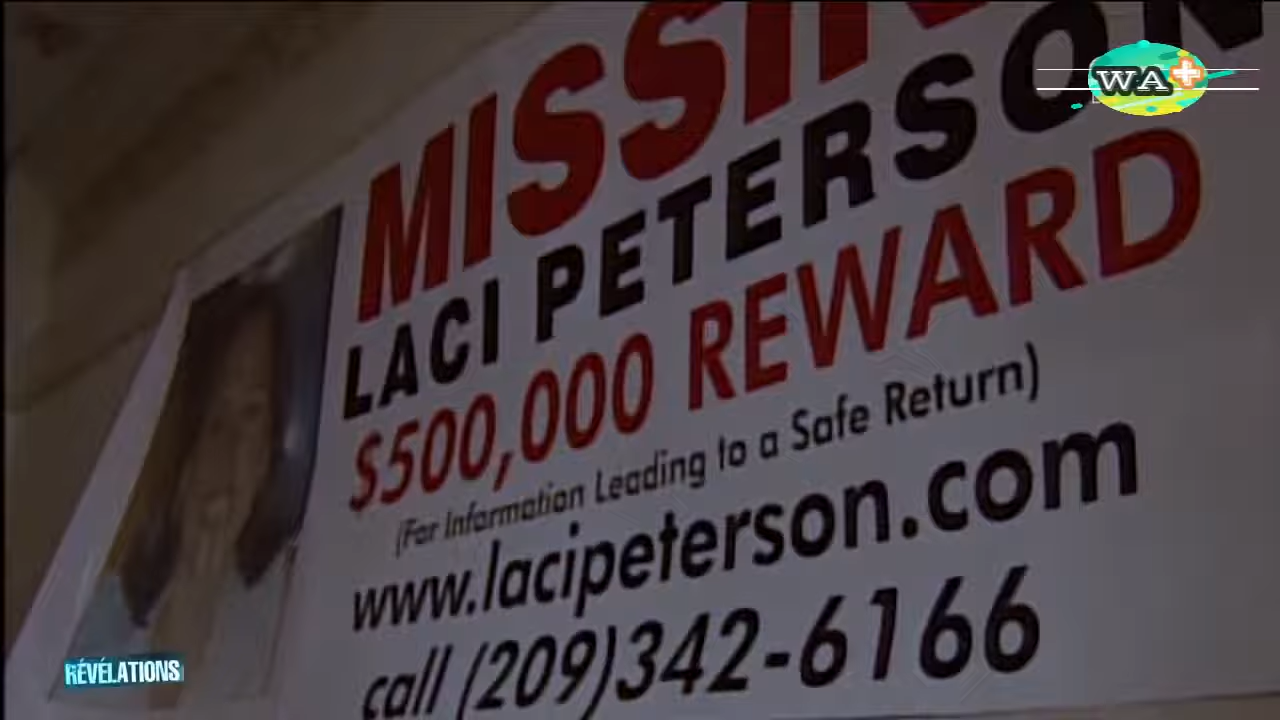 WA+
MISSIN
LACI PETERSON
$500,000 REWARD
(For Information Leading to a Safe Return)
www.lacipeterson.com
call (209)342-6166
RÉVÉLATIONS